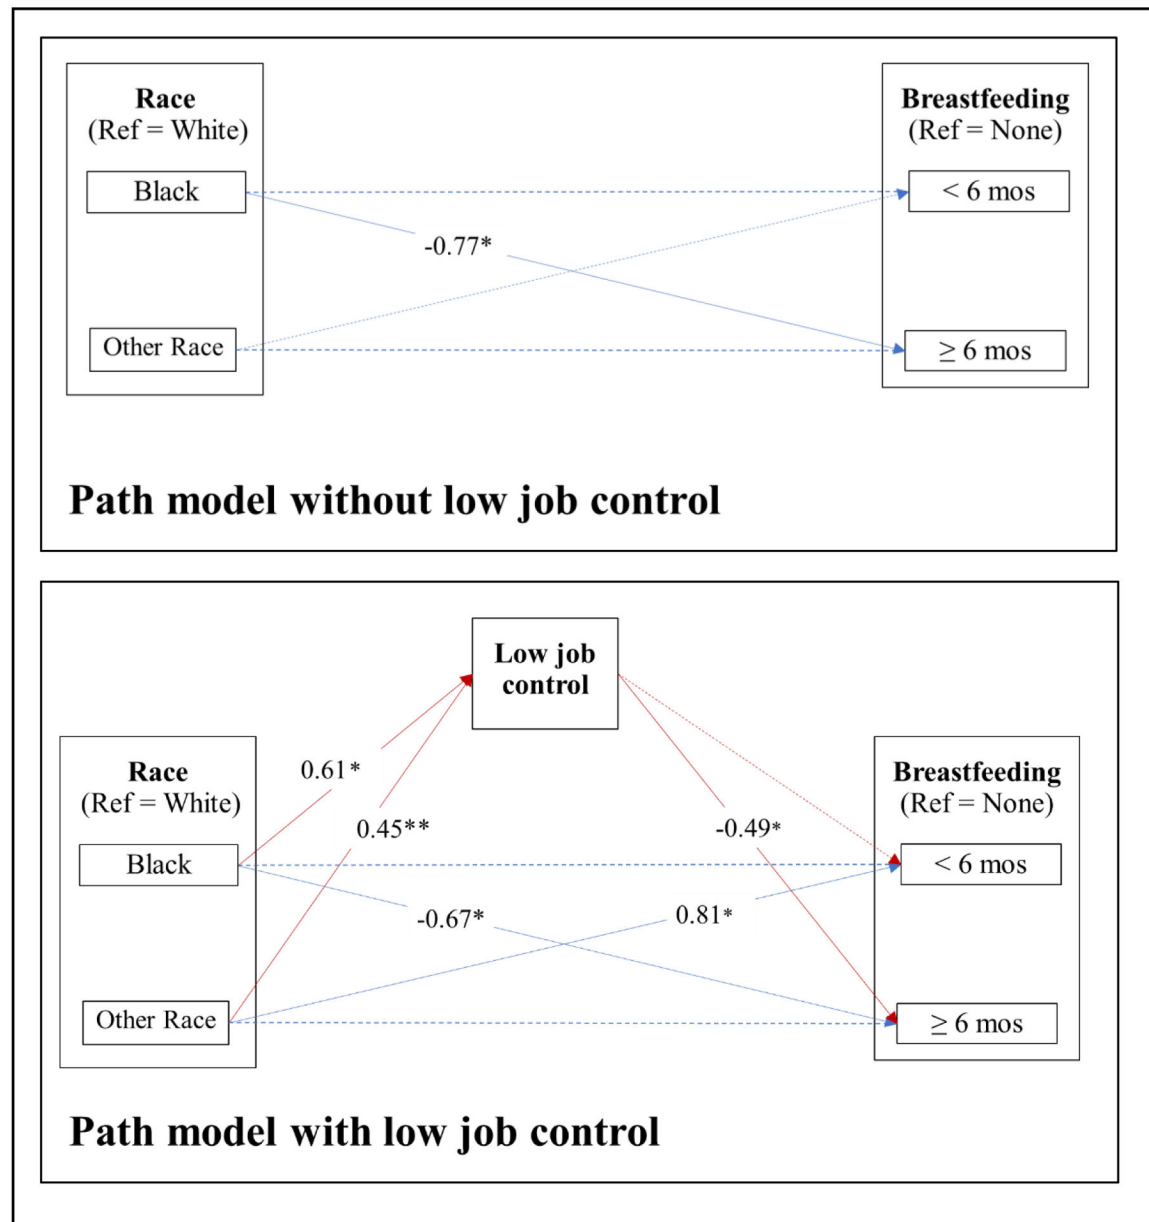 Race
(Ref = White)
Black
Other Race
Breastfeeding
(Ref = None)
< 6 mos
≥ 6 mos
-0.77*
Path model without low job control
Low job
control
Race
(Ref = White)
Black
Other Race
0.61*
0.45**
-0.49*
-0.67*
0.81*
Breastfeeding
(Ref = None)
< 6 mos
≥ 6 mos
Path model with low job control